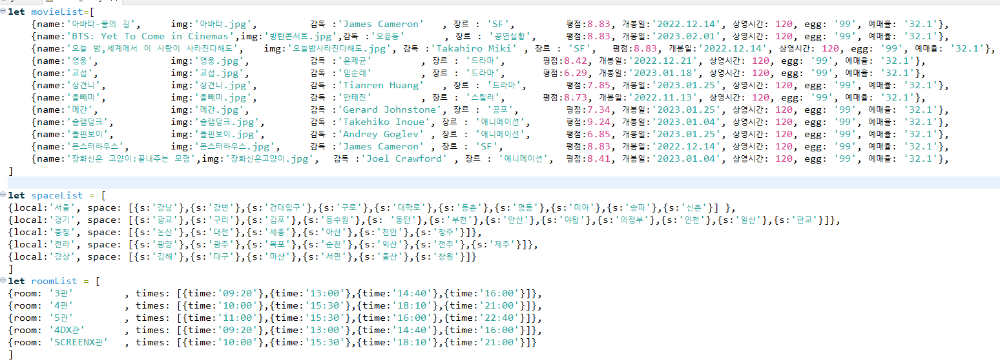 let movieList=[
{name:'아바타-물의 길', img:'아바타.jpg', 감독 :'James Cameron' , 장르 : 'SF', 평점:8.83, 개봉일:'2022.12.14', 상영시간: 120, egg: '99', 예매율: '32.1'},
{name:'BTS: Yet To Come in Cinemas',img:'방탄콘서트.jpg',감독 :'오윤동' , 장르 : '공연실황', 평점:8.83, 개봉일:'2023.02.01', 상영시간: 120, egg: '99', 예매율: '32.1'},
{name:'오늘 밤,세계에서 이 사랑이 사라진다해도', img:'오늘밤사라진다해도.jpg', 감독 :'Takahiro Miki' , 장르 : 'SF', 평점:8.83, 개봉일:'2022.12.14', 상영시간: 120, egg: '99', 예매율: '32.1'},
{name:'영웅', img:'영웅.jpg', 감독 :'윤제균' , 장르 : '드라마', 평점:8.42, 개봉일:'2022.12.21', 상영시간: 120, egg: '99', 예매율: '32.1'},
{name:'교섭', img:'교섭.jpg', 감독 :'임순례' , 장르 : '드라마', 평점:6.29, 개봉일:'2023.01.18', 상영시간: 120, egg: '99', 예매율: '32.1'},
{name:'상견니', img:'상견니.jpg', 감독 :'Tianren Huang' , 장르 : '드라마', 평점:7.85, 개봉일:'2023.01.25', 상영시간: 120, egg: '99', 예매율: '32.1'},
{name:'올빼미', img:'올빼미.jpg', 감독 :'안태진' , 장르 : '스릴러', 평점:8.73, 개봉일:'2022.11.13', 상영시간: 120, egg: '99', 예매율: '32.1'},
{name:'메간', img:'메간.jpg', 감독 :'Gerard Johnstone', 장르 : '공포', 평점:7.34, 개봉일:'2023.01.25', 상영시간: 120, egg: '99', 예매율: '32.1'},
{name:'슬램덩크', img:'슬램덩크.jpg', 감독 :'Takehiko Inoue', 장르 : '애니메이션', 평점:9.24, 개봉일:'2023.01.04', 상영시간: 120, egg: '99', 예매율: '32.1'},
{name:'돌핀보이', img:'돌핀보이.jpg', 감독 :'Andrey Goglev' , 장르 : '애니메이션', 평점:6.85, 개봉일:'2023.01.25', 상영시간: 120, egg: '99', 예매율: '32.1'},
{name:'몬스터하우스', img:'몬스터하우스.jpg', 감독 :'James Cameron' , 장르 : 'SF', 평점:8.83, 개봉일:'2022.12.14', 상영시간: 120, egg: '99', 예매율: '32.1'},
{name:'장화신은 고양이:끝내주는 모험',img:'장화신은고양이.jpg', 감독 :'Joel Crawford' , 장르 : '애니메이션', 평점:8.41, 개봉일:'2023.01.04', 상영시간: 120, egg: '99', 예매율: '32.1'},
]
let spaceList = [
{local:'서울', space: [{s:'강남'},{s:'강변'},{s:'건대입구'},{s:'구로'},{s:'대학로'},{s:'등촌'},{s:'명동'},{s:'미아'},{s:'송파'},{s:'신촌'}] },
{local:'경기', space: [{s:'광교'},{s:'구리'},{s:'김포'},{s:'동수원'},{s: '동탄'},{s:'부천'},{s:'안산'},{s:'야탑'},{s:'의정부'},{s:'인천'},{s:'일산'},{s:'판교'}]},
{local:'충청', space: [{s:'논산'},{s:'대전'},{s:'세종'},{s:'아산'},{s:'천안'},{s:'청주'}]},
{local:'전라', space: [{s:'광양'},{s:'광주'},{s:'목포'},{s:'순천'},{s:'익산'},{s:'전주'},{s:'제주'}]},
{local:'경상', space: [{s:'김해'},{s:'대구'},{s:'마산'},{s:'서면'},{s:'울산'},{s:'창원'}]}
]
let roomList = [
{room: '3관' , times: [{time:'09:20'},{time:'13:00'},{time:'14:40'},{time:'16:00'}]},
{room: '4관' , times: [{time:'10:00'},{time:'15:30'},{time:'18:10'},{time:'21:00'}]},
{room: '5관' , times: [{time:'11:00'},{time:'15:30'},{time:'16:00'},{time:'22:40'}]},
{room: '4DX관' , times: [{time:'09:20'},{time:'13:00'},{time:'14:40'},{time:'16:00'}]},
{room: 'SCREENX관' , times: [{time:'10:00'},{time:'15:30'},{time:'18:10'},{time:'21:00'}]}
]